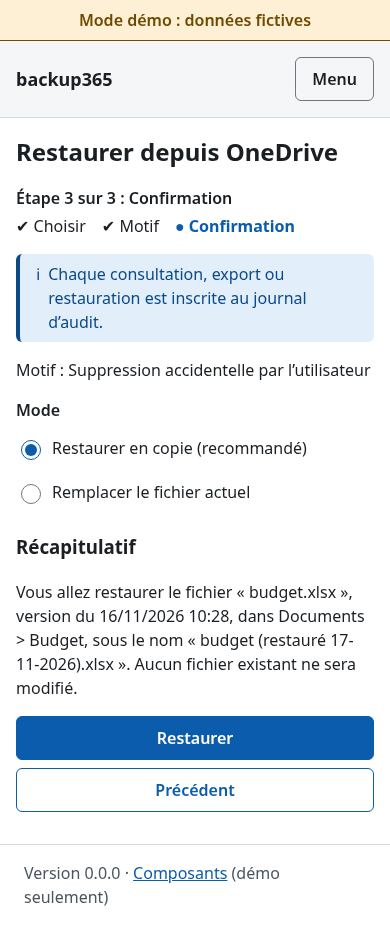 Mode démo : données fictives
backup365
Menu
Restaurer depuis OneDrive
Étape 3 sur 3 : Confirmation
✔ Choisir ✔ Motif ● Confirmation
i Chaque consultation, export ou
restauration est inscrite au journal
d’audit.
Motif : Suppression accidentelle par l’utilisateur
Mode
Restaurer en copie (recommandé)
Remplacer le fichier actuel
Récapitulatif
Vous allez restaurer le fichier « budget.xlsx »,
version du 16/11/2026 10:28, dans Documents
> Budget, sous le nom « budget (restauré 17-
11-2026).xlsx ». Aucun fichier existant ne sera
modifié.
Restaurer
Précédent
Version 0.0.0 · Composants (démo
seulement)